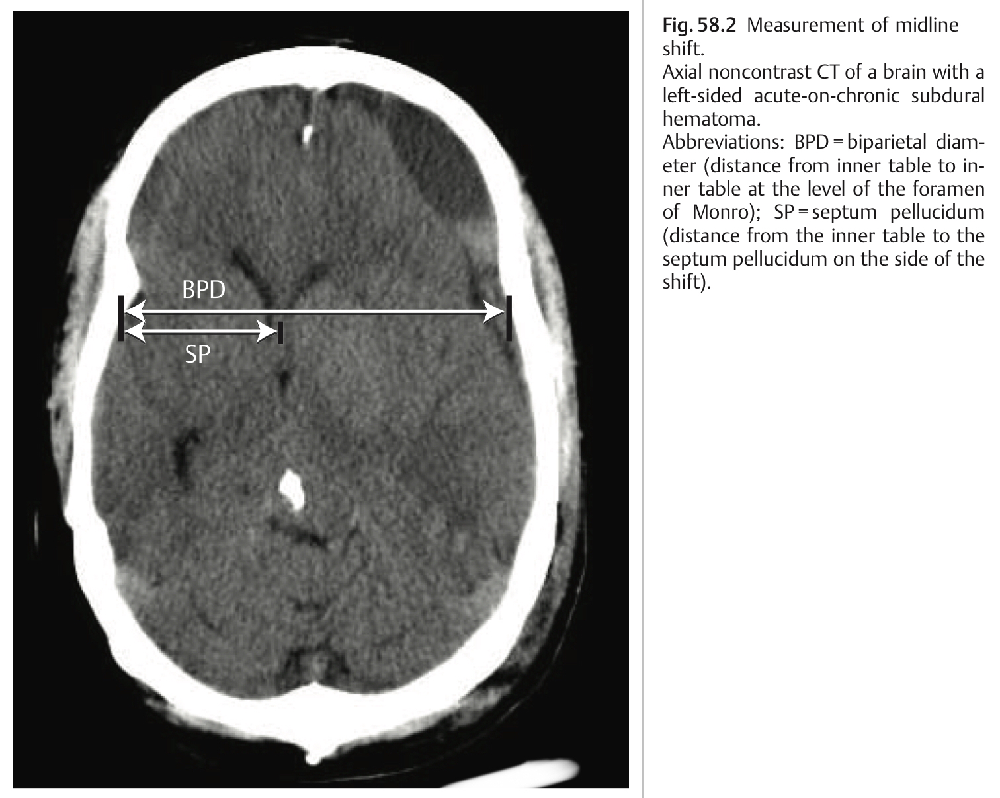 BPD
SP
Fig. 58.2 Measurement of midline
shift.
Axial noncontrast CT of a brain with a
left-sided acute-on-chronic subdural
hematoma.
Abbreviations: BPD = biparietal diam-
eter (distance from inner table to in-
ner table at the level of the foramen
of Monro); SP = septum pellucidum
(distance from the inner table to the
septum pellucidum on the side of the
shift).